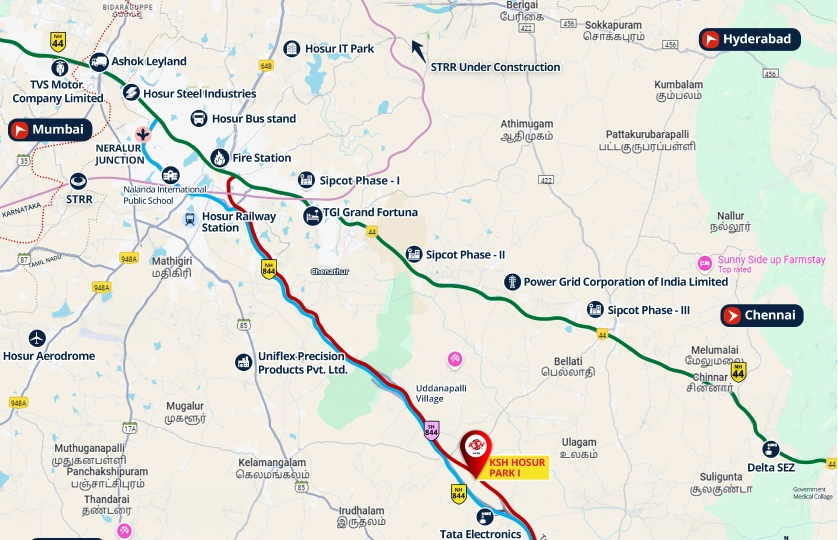 BIDARAGUPPE
Berigai
பேரிகை
422
Sokkapuram
சொக்கபுரம்
NH
44
456
Hyderabad
Hosur IT Park
Ashok Leyland
648
STRR Under Construction
456
TVS Motor
Company Limited
Kumbalam
கும்பலம்
Hosur Steel Industries
Mumbai
Hosur Bus stand
Athimugam
ஆதிமுகம்
Pattakurubarapalli
பட்டகுருபரப்பள்ளி
NERALUR
JUNCTION
35
Fire Station
Sipcot Phase - I
422
STRR
Nalanda International
Public School
KARNATAKA
Hosur Railway
Station
TGI Grand Fortuna
Nallur
நல்லூர்
44
87
TAMIL NADU
948A
Mathigiri
மதிகிரி
NH
844
Chenathur
Sipcot Phase - II
Sunny Side up Farmstay
Top rated
Power Grid Corporation of India Limited
948A
Sipcot Phase - III
Chennai
85
44
Hosur Aerodrome
Uniflex Precision
Products Pvt. Ltd.
Bellati
பெல்லாதி
Melumalai
மேலுமலை
NH
44
Chinnar
சின்னார்
Uddanapalli
Village
948A
Mugalur
முகளூர்
17A
SH
844
KSH
KSH HOSUR
PARK I
Ulagam
உலகம்
Muthuganapalli
முதுகனபள்ளி
Panchakshipuram
பஞ்சாட்சிபுரம்
Kelamangalam
கெலமங்கலம்
Delta SEZ
44
85
Suligunta
சூலகுண்டா
Government
Medical Collage
NH
844
Thandarai
தண்டரை
Irudhalam
இருதலம்
Tata Electronics
N